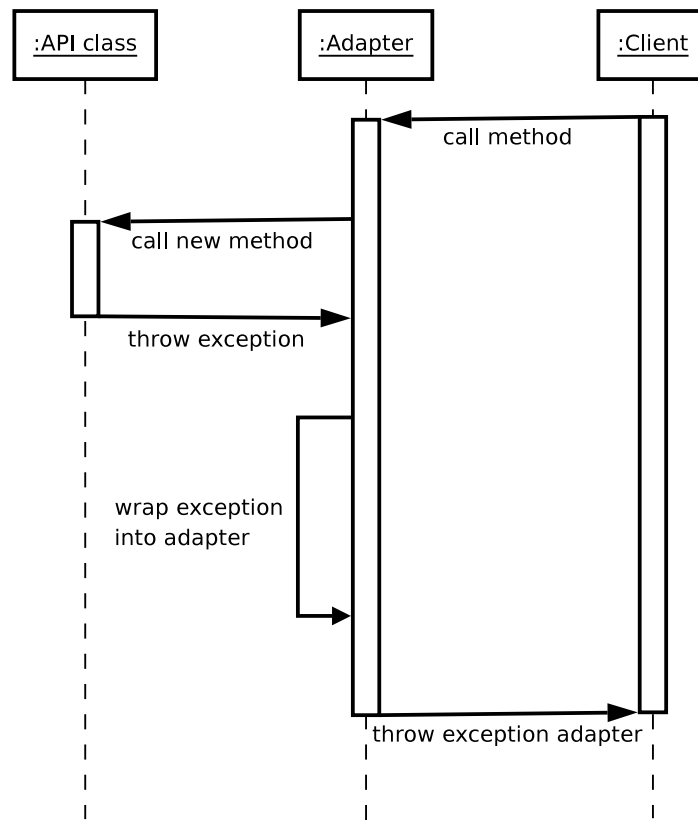 :API class
:Adapter
:Client
call method
call new method
throw exception
wrap exception
into adapter
throw exception adapter